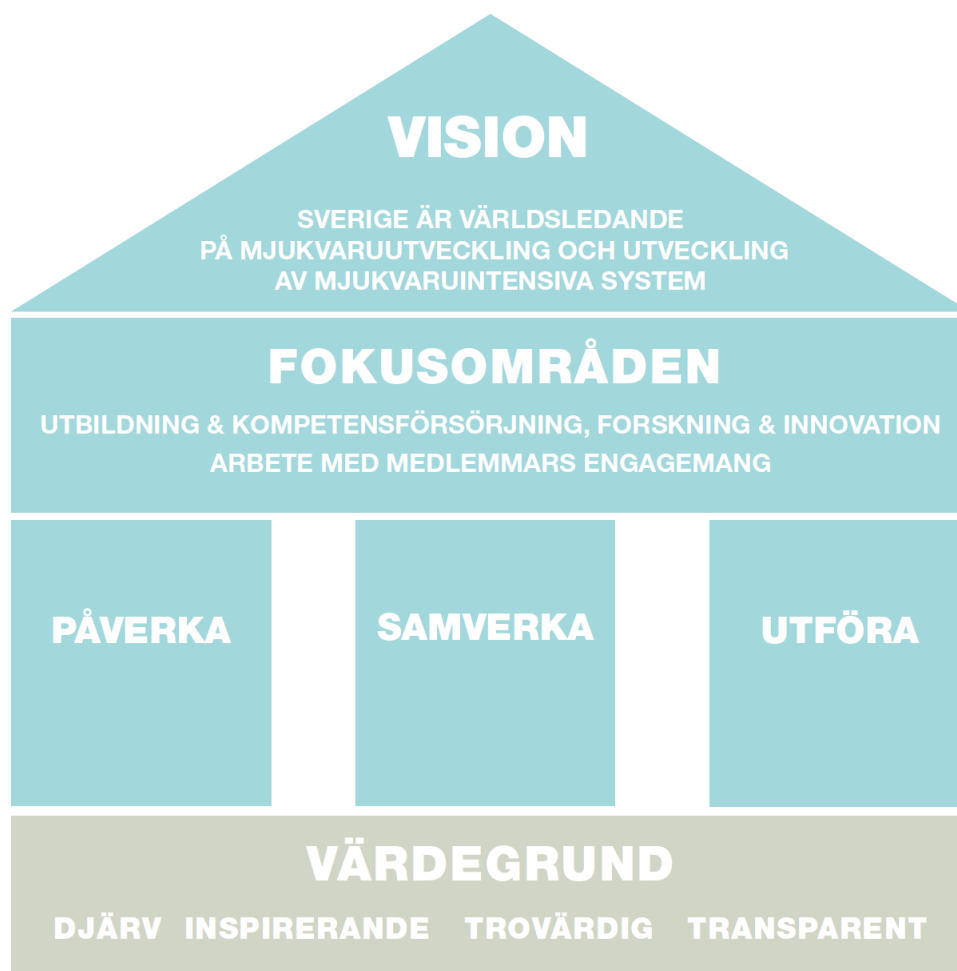 VISION
SVERIGE ÄR VÄRLDSLEDANDE
PÅ MJUKVARUUTVECKLING OCH UTVECKLING
AV MJUKVARUINTENSIVA SYSTEM
FOKUSOMRÅDEN
UTBILDNING & KOMPETENSFÖRSÖRJNING, FORSKNING & INNOVATION
ARBETE MED MEDLEMMARS ENGAGEMANG
PÅVERKA
SAMVERKA
UTFÖRA
VÄRDEGRUND
DJÄRV INSPIRERANDE TROVÄRDIG TRANSPARENT